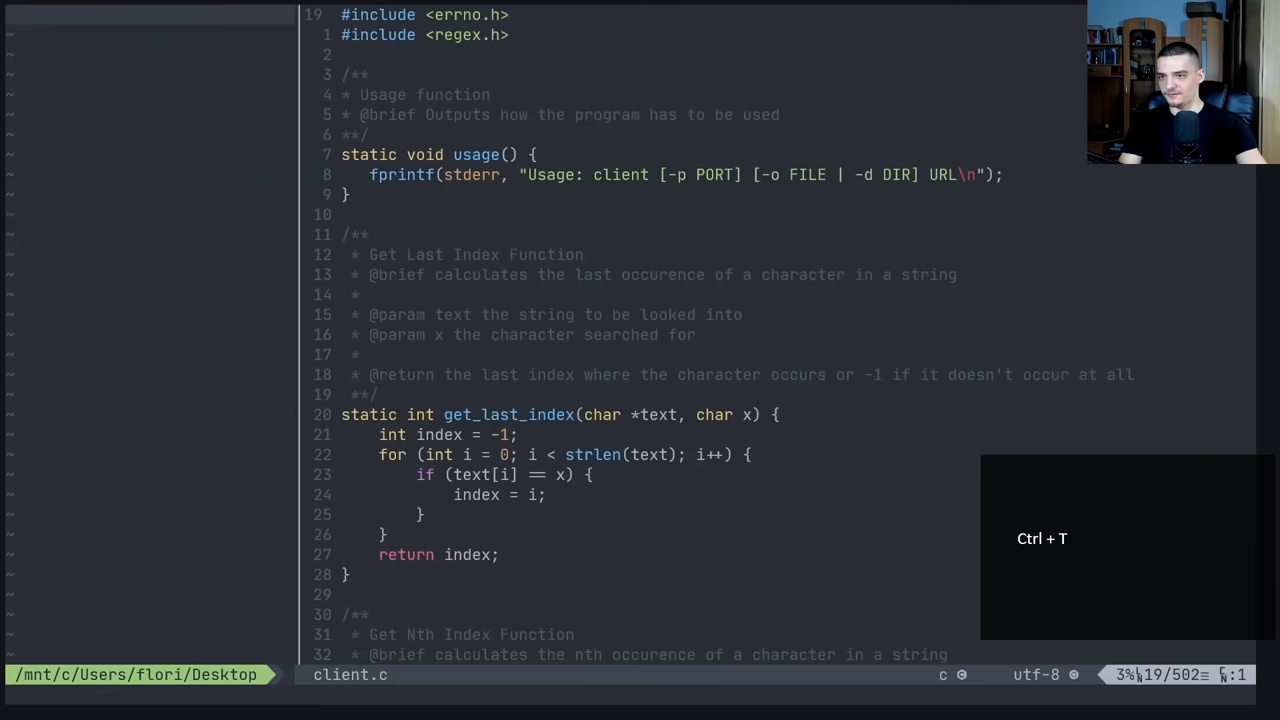 19 #include <errno.h>
1 #include <regex.h>
2
3 /**
4 * Usage function
5 * @brief Outputs how the program has to be used
6 **/
7 static void usage() {
8 fprintf(stderr, "Usage: client [-p PORT] [-o FILE | -d DIR] URL\n");
9 }
10
11 /**
12 * Get Last Index Function
13 * @brief calculates the last occurence of a character in a string
14 *
15 * @param text the string to be looked into
16 * @param x the character searched for
17 *
18 * @return the last index where the character occurs or -1 if it doesn't occur at all
19 **/
20 static int get_last_index(char *text, char x) {
21 int index = -1;
22 for (int i = 0; i < strlen(text); i++) {
23 if (text[i] == x) {
24 index = i;
25 }
26 }
27 return index;
28 }
29
30 /**
31 * Get Nth Index Function
32 * @brief calculates the nth occurence of a character in a string
Ctrl + T
/mnt/c/Users/flori/Desktop client.c c utf-8 3% 19/502 :1